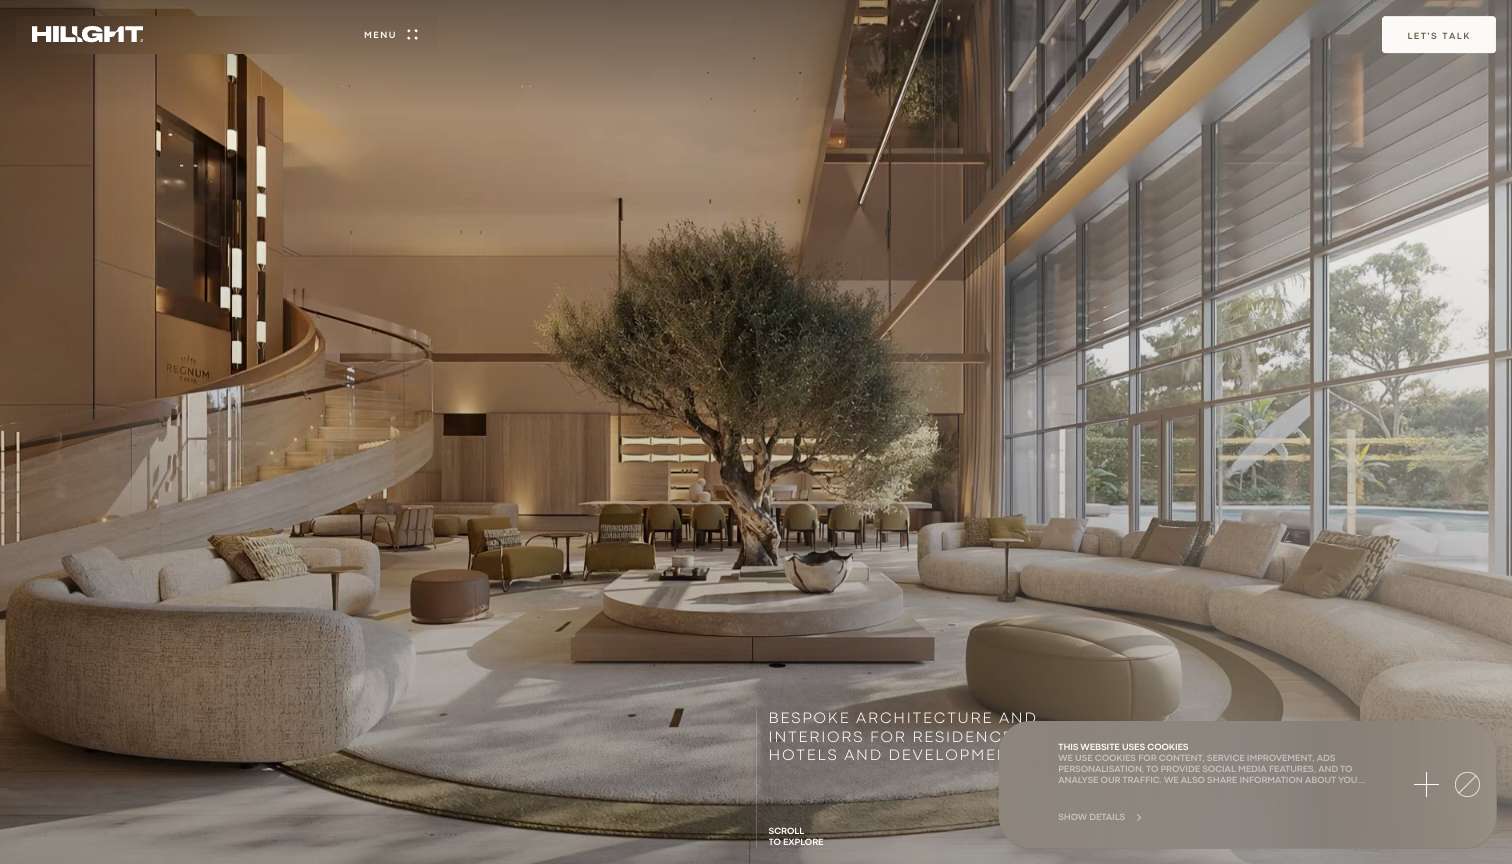 HILLGHT
MENU
LET'S TALK
REGNUM
BESPOKE ARCHITECTURE AND
INTERIORS FOR RESIDENC
HOTELS AND DEVELOPME
SCROLL
TO EXPLORE
THIS WEBSITE USES COOKIES
WE USE COOKIES FOR CONTENT, SERVICE IMPROVEMENT, ADS
PERSONALISATION, TO PROVIDE SOCIAL MEDIA FEATURES, AND TO
ANALYSE OUR TRAFFIC. WE ALSO SHARE INFORMATION ABOUT YOU...
SHOW DETAILS